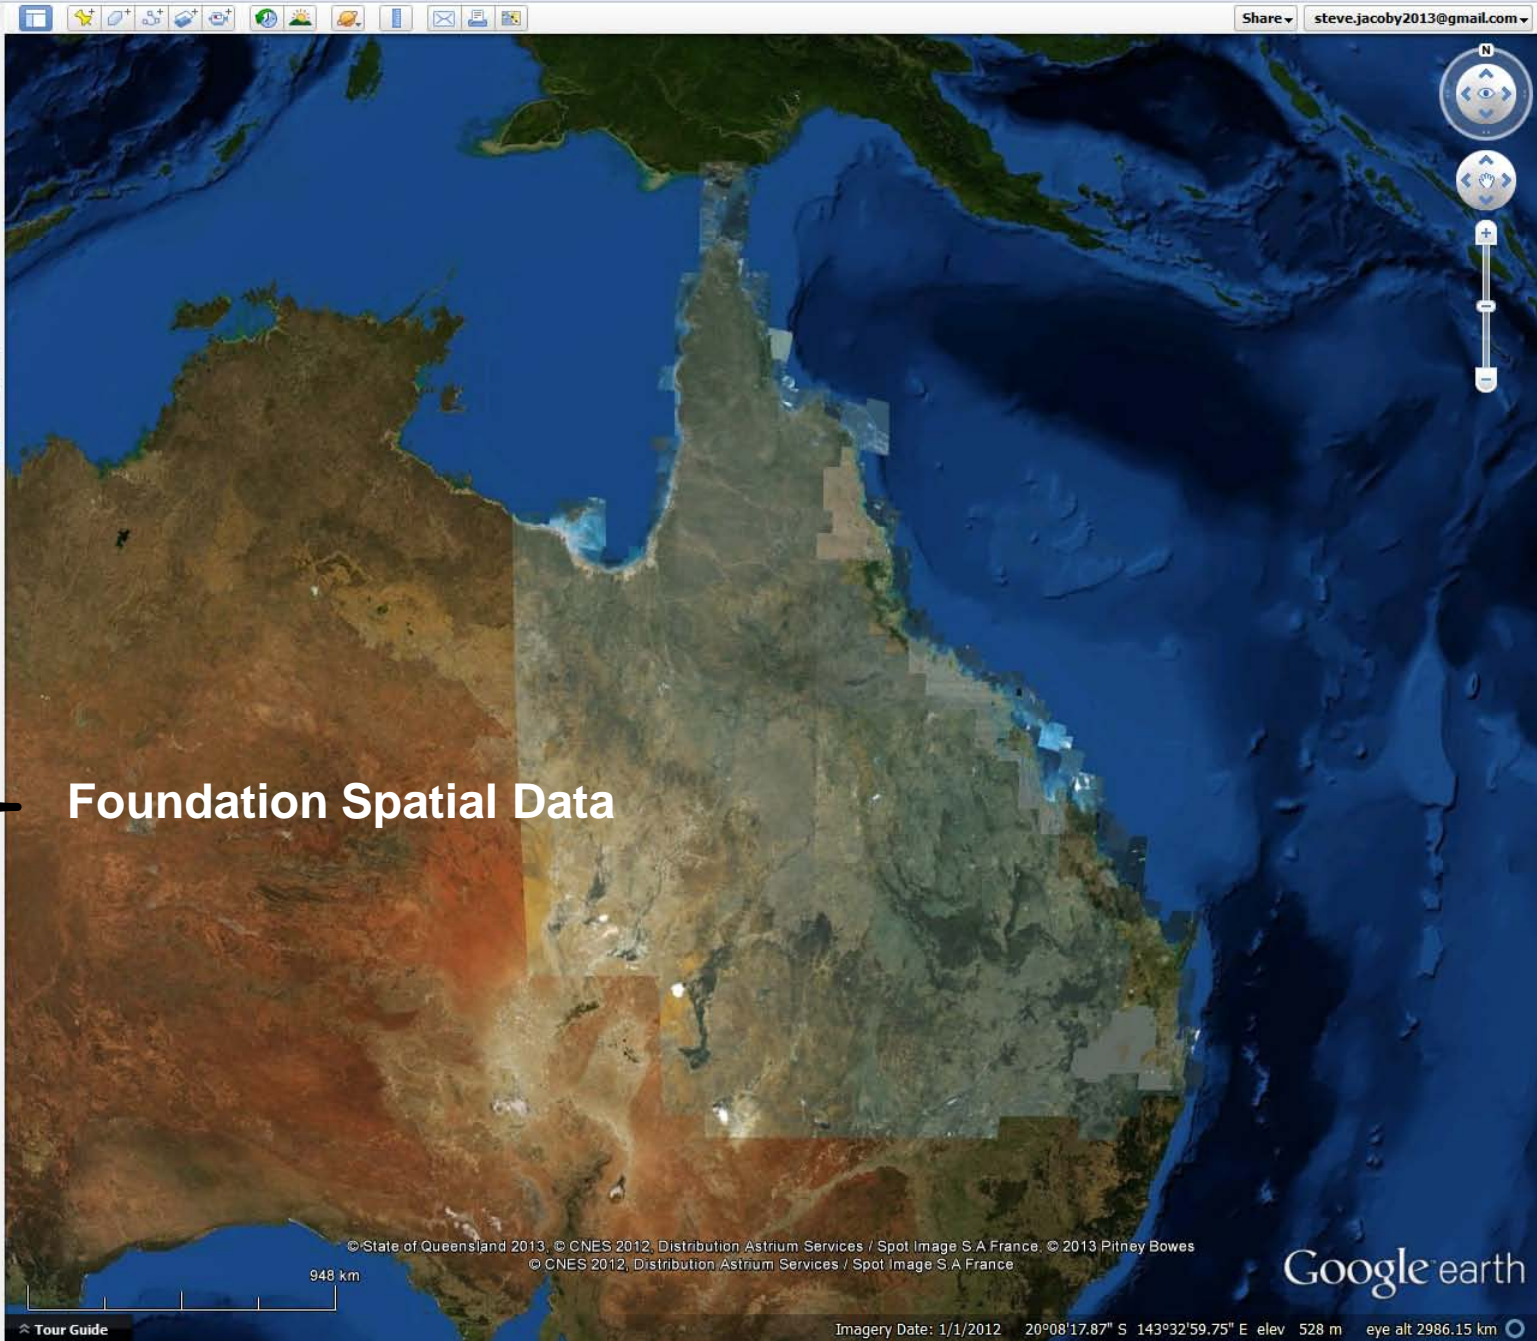 Share
steve.jacoby2013@gmail.com
N
Foundation Spatial Data
© State of Queensland 2013, © CNES 2012, Distribution Astrium Services / Spot Image S.A France, © 2013 Pitney Bowes
© CNES 2012, Distribution Astrium Services / Spot Image S.A France
948 km
Google earth
Tour Guide
Imagery Date: 1/1/2012 20°08'17.87" S 143°32'59.75" E elev 528 m eye alt 2986.15 km